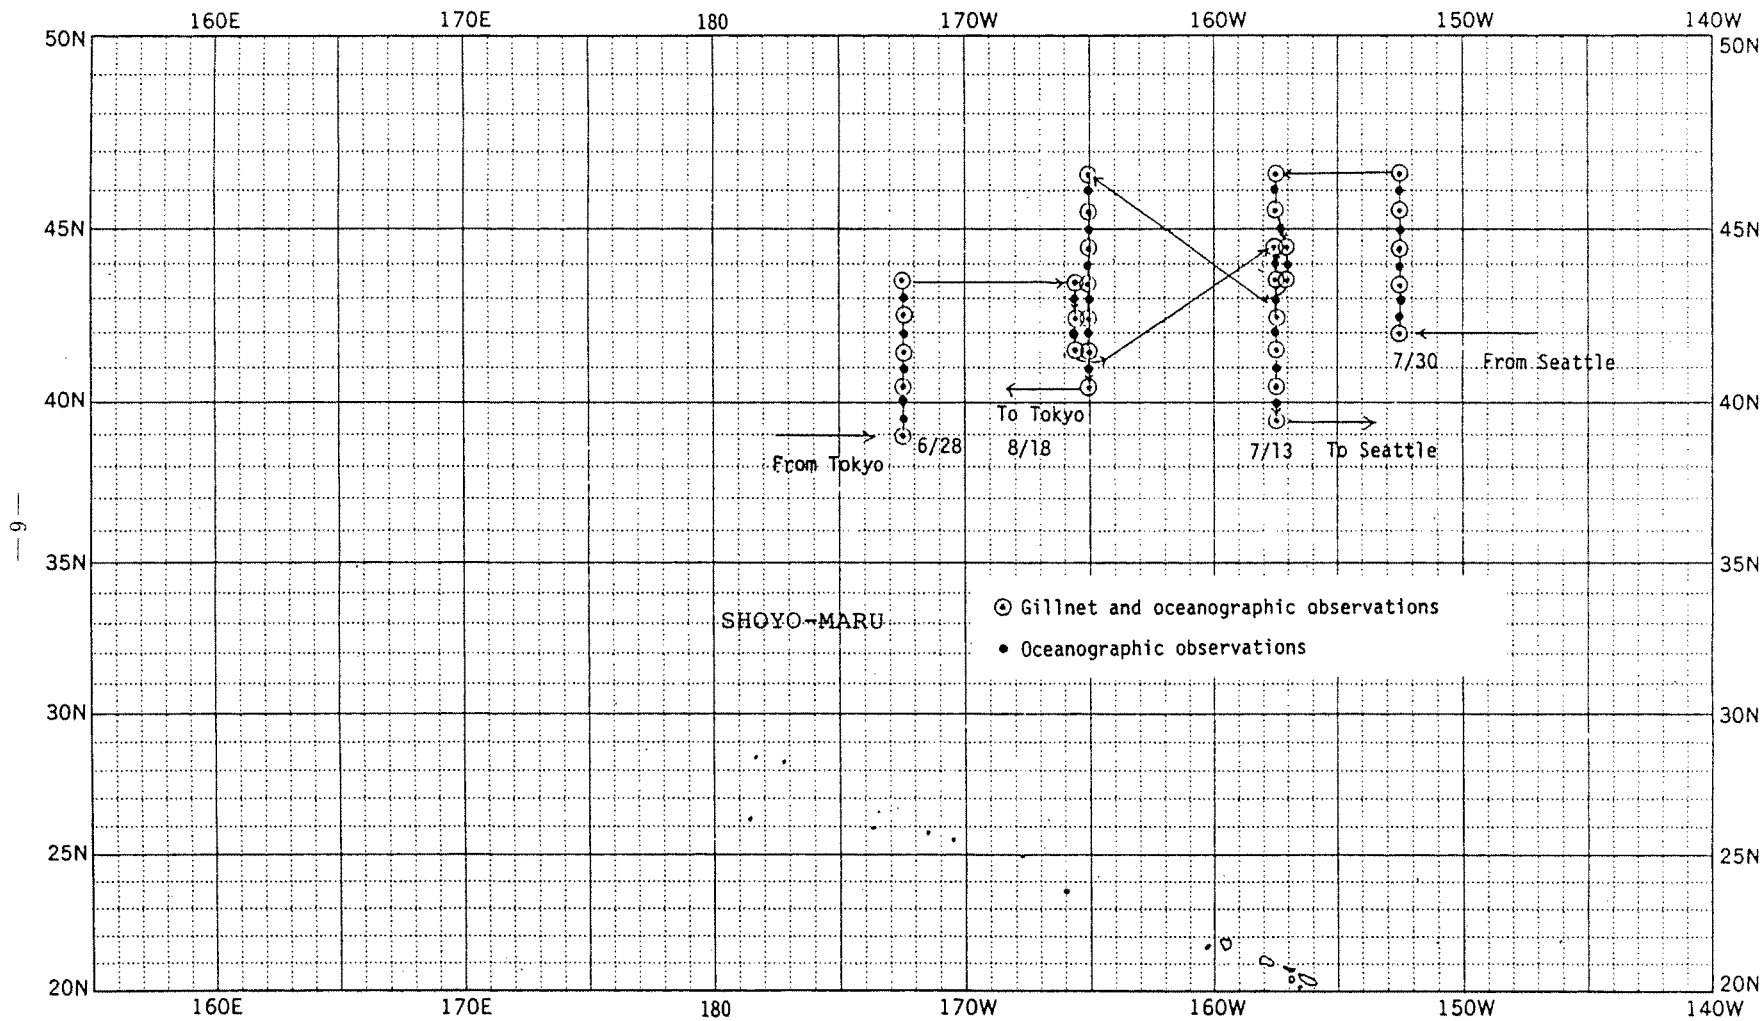 160E 170E 180 170W 160W 150W 140W
50N 50N
45N 45N
7/30 From Seattle
40N 40N
To Tokyo
6/28 8/18 7/13 To Seattle
From Tokyo
— 9 —
35N 35N
SHOYO-MARU
Gillnet and oceanographic observations
Oceanographic observations
30N 30N
25N 25N
20N 20N
160E 170E 180 170W 160W 150W 140W